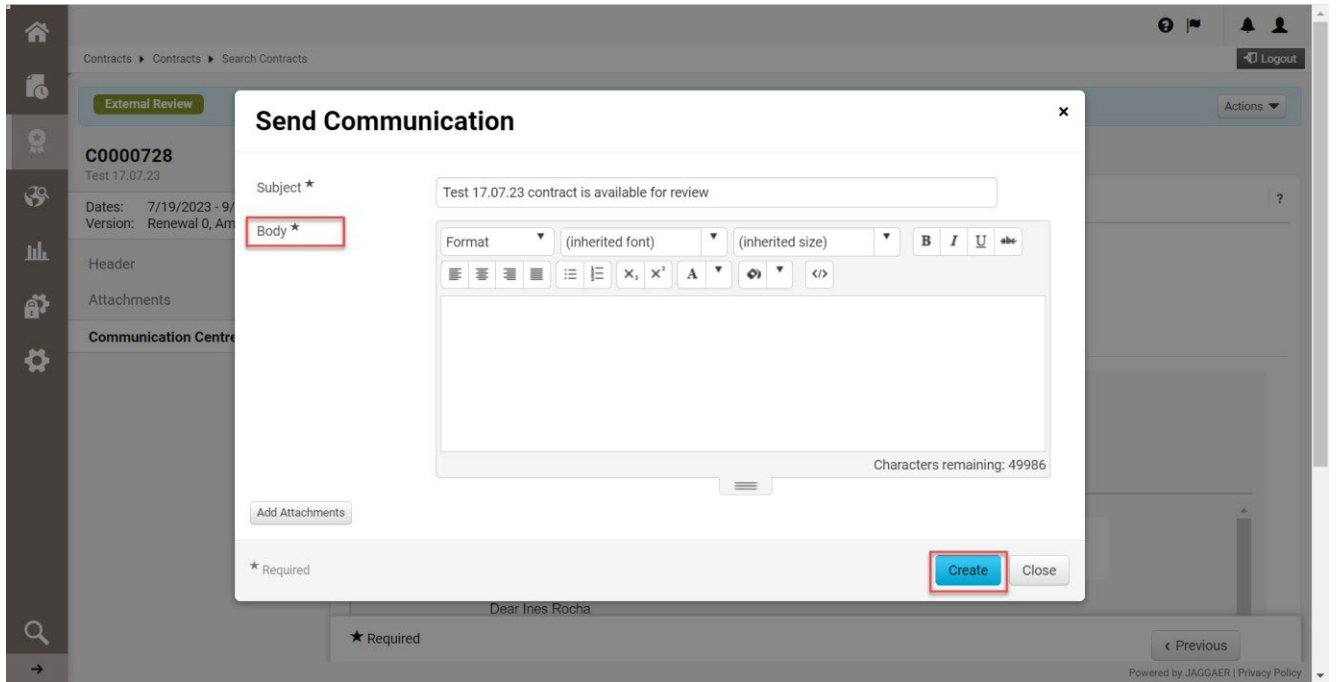 Contracts Contracts Search Contracts
Logout
External Review
Actions
Send Communication
×
C0000728
Test 17.07.23
Subject ★
Test 17.07.23 contract is available for review
?
Dates: 7/19/2023 - 9/
Version: Renewal 0, Am
Body ★
Format (inherited font) (inherited size) B I U abc
X₂ X² A </>
Header
Attachments
Communication Centre
Characters remaining: 49986
Add Attachments
★ Required
Create Close
Dear Ines Rocha
★ Required
‹ Previous
Powered by JAGGAER | Privacy Policy